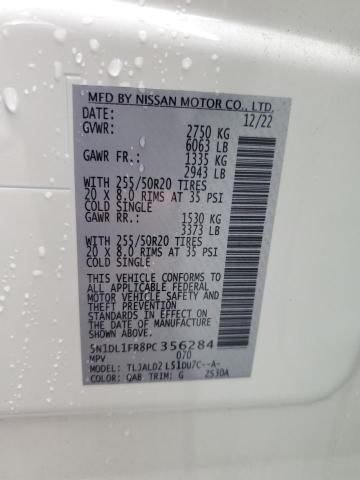 MFD BY NISSAN MOTOR CO., LTD.
DATE: 12/22
GVWR: 2750 KG
6063 LB
GAWR FR.: 1335 KG
2943 LB
WITH 255/50R20 TIRES
20 X 8.0 RIMS AT 35 PSI
COLD SINGLE
GAWR RR.: 1530 KG
3373 LB
WITH 255/50R20 TIRES
20 X 8.0 RIMS AT 35 PSI
COLD SINGLE
THIS VEHICLE CONFORMS TO
ALL APPLICABLE FEDERAL
MOTOR VEHICLE SAFETY AND
THEFT PREVENTION
STANDARDS IN EFFECT ON
THE DATE OF MANUFACTURE
SHOWN ABOVE.
5N1DL1FR8PC356284
MPV 070
MODEL: TLJALD2 L51DU7C--A-
COLOR: QAB TRIM: G 2530A